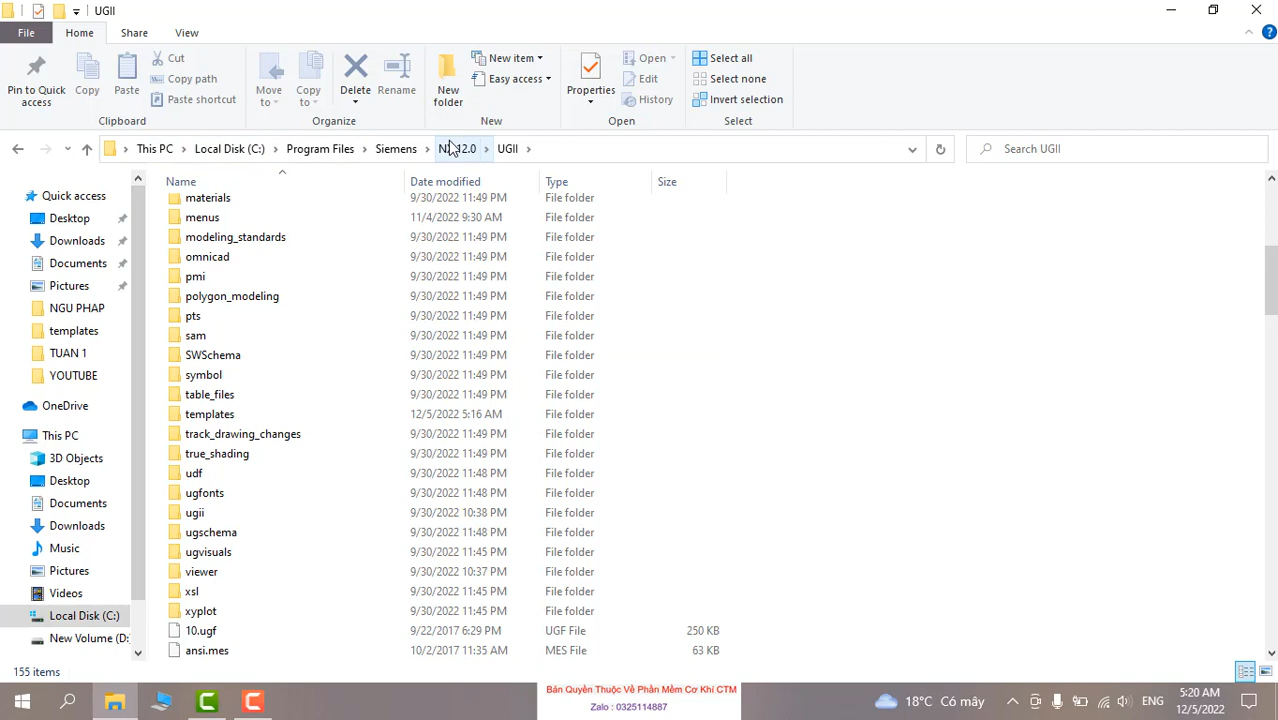 UGII
File Home Share View
Pin to Quick access
Copy
Paste
Cut
Copy path
Paste shortcut
Clipboard
Move to
Copy to
Delete
Rename
Organize
New folder
New item
Easy access
New
Properties
Open
Edit
History
Open
Select all
Select none
Invert selection
Select
This PC > Local Disk (C:) > Program Files > Siemens > NX 12.0 > UGII >
Search UGII
Name Date modified Type Size
Quick access
Desktop
Downloads
Documents
Pictures
NGU PHAP
templates
TUAN 1
YOUTUBE
OneDrive
This PC
3D Objects
Desktop
Documents
Downloads
Music
Pictures
Videos
Local Disk (C:)
New Volume (D:
materials 9/30/2022 11:49 PM File folder
menus 11/4/2022 9:30 AM File folder
modeling_standards 9/30/2022 11:49 PM File folder
omnicad 9/30/2022 11:49 PM File folder
pmi 9/30/2022 11:49 PM File folder
polygon_modeling 9/30/2022 11:49 PM File folder
pts 9/30/2022 11:49 PM File folder
sam 9/30/2022 11:49 PM File folder
SWSchema 9/30/2022 11:49 PM File folder
symbol 9/30/2022 11:49 PM File folder
table_files 9/30/2022 11:49 PM File folder
templates 12/5/2022 5:16 AM File folder
track_drawing_changes 9/30/2022 11:49 PM File folder
true_shading 9/30/2022 11:49 PM File folder
udf 9/30/2022 11:48 PM File folder
ugfonts 9/30/2022 11:48 PM File folder
ugii 9/30/2022 10:38 PM File folder
ugschema 9/30/2022 11:48 PM File folder
ugvisuals 9/30/2022 11:45 PM File folder
viewer 9/30/2022 10:37 PM File folder
xsl 9/30/2022 11:45 PM File folder
xyplot 9/30/2022 11:45 PM File folder
10.ugf 9/22/2017 6:29 PM UGF File 250 KB
ansi.mes 10/2/2017 11:35 AM MES File 63 KB
155 items
Bản Quyền Thuộc Về Phần Mềm Cơ Khí CTM
Zalo : 0325114887
18°C Có mây
ENG
5:20 AM
12/5/2022